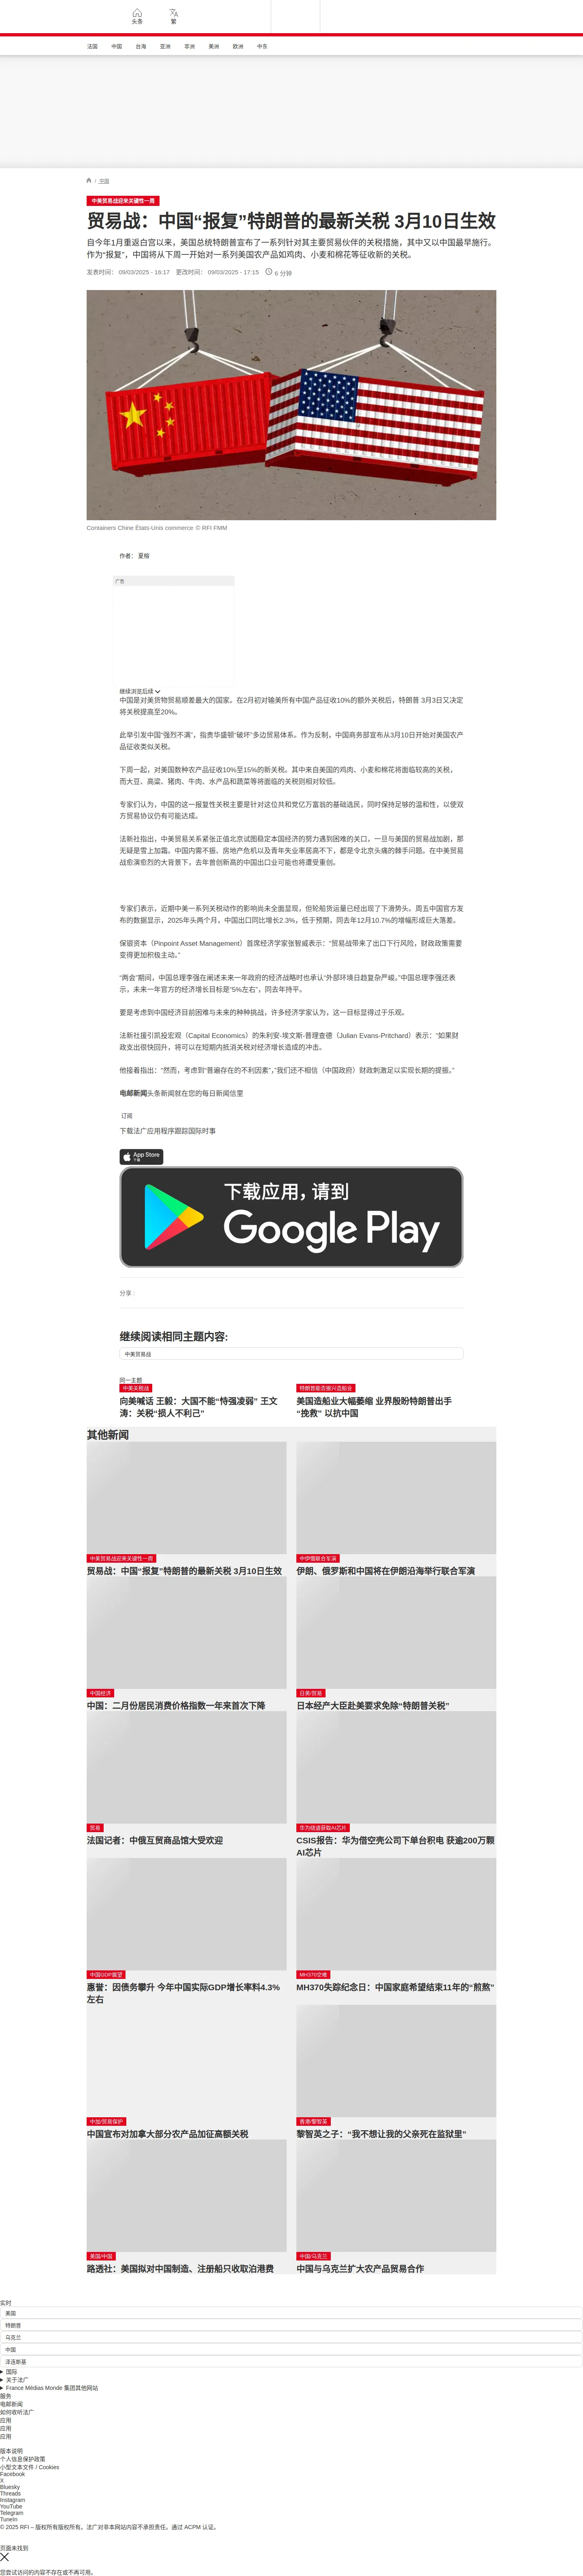 头条
繁
法国
中国
台海
亚洲
非洲
美洲
欧洲
中东
/ 中国
中美贸易战迎来关键性一周
贸易战：中国“报复”特朗普的最新关税 3月10日生效
自今年1月重返白宫以来，美国总统特朗普宣布了一系列针对其主要贸易伙伴的关税措施，其中又以中国最早施行。
作为“报复”，中国将从下周一开始对一系列美国农产品如鸡肉、小麦和棉花等征收新的关税。
发表时间： 09/03/2025 - 16:17 更改时间： 09/03/2025 - 17:15 6 分钟
Containers Chine États-Unis commerce © RFI FMM
作者： 夏榕
广告
继续浏览后续
中国是对美货物贸易顺差最大的国家。在2月初对输美所有中国产品征收10%的额外关税后，特朗普 3月3日又决定
将关税提高至20%。
此举引发中国“强烈不满”，指责华盛顿“破坏”多边贸易体系。作为反制，中国商务部宣布从3月10日开始对美国农产
品征收类似关税。
下周一起，对美国数种农产品征收10%至15%的新关税。其中来自美国的鸡肉、小麦和棉花将面临较高的关税，
而大豆、高粱、猪肉、牛肉、水产品和蔬菜等将面临的关税则相对较低。
专家们认为，中国的这一报复性关税主要是针对这位共和党亿万富翁的基础选民，同时保持足够的温和性，以使双
方贸易协议仍有可能达成。
法新社指出，中美贸易关系紧张正值北京试图稳定本国经济的努力遇到困难的关口，一旦与美国的贸易战加剧，那
无疑是雪上加霜。中国内需不振、房地产危机以及青年失业率居高不下，都是令北京头痛的棘手问题。在中美贸易
战愈演愈烈的大背景下，去年曾创新高的中国出口业可能也将遭受重创。
专家们表示，近期中美一系列关税动作的影响尚未全面显现，但轮船货运量已经出现了下滑势头。周五中国官方发
布的数据显示，2025年头两个月，中国出口同比增长2.3%，低于预期，同去年12月10.7%的增幅形成巨大落差。
保银资本（Pinpoint Asset Management）首席经济学家张智威表示：“贸易战带来了出口下行风险，财政政策需要
变得更加积极主动。”
“两会”期间，中国总理李强在阐述未来一年政府的经济战略时也承认“外部环境日趋复杂严峻。”中国总理李强还表
示，未来一年官方的经济增长目标是“5%左右”，同去年持平。
要是考虑到中国经济目前困难与未来的种种挑战，许多经济学家认为，这一目标显得过于乐观。
法新社援引凯投宏观（Capital Economics）的朱利安-埃文斯-普理查德（Julian Evans-Pritchard）表示：“如果财
政支出很快回升，将可以在短期内抵消关税对经济增长造成的冲击。
他接着指出：“然而，考虑到“普遍存在的不利因素”，“我们还不相信（中国政府）财政刺激足以实现长期的提振。”
电邮新闻头条新闻就在您的每日新闻信里
订阅
下载法广应用程序跟踪国际时事
App Store
下载
下载应用，请到
Google Play
分享 :
继续阅读相同主题内容:
中美贸易战
同一主题
中美关税战
向美喊话 王毅：大国不能“恃强凌弱” 王文
涛：关税“损人不利己”
特朗普能否振兴造船业
美国造船业大幅萎缩 业界殷盼特朗普出手
“挽救” 以抗中国
其他新闻
中美贸易战迎来关键性一周
贸易战：中国“报复”特朗普的最新关税 3月10日生效
中伊俄联合军演
伊朗、俄罗斯和中国将在伊朗沿海举行联合军演
中国经济
中国：二月份居民消费价格指数一年来首次下降
日美/贸易
日本经产大臣赴美要求免除“特朗普关税”
贸易
法国记者：中俄互贸商品馆大受欢迎
华为绕道获取AI芯片
CSIS报告：华为借空壳公司下单台积电 获逾200万颗
AI芯片
中国GDP展望
惠誉：因债务攀升 今年中国实际GDP增长率料4.3%
左右
MH370空难
MH370失踪纪念日：中国家庭希望结束11年的“煎熬”
中加/贸易保护
中国宣布对加拿大部分农产品加征高额关税
香港/黎智英
黎智英之子：“我不想让我的父亲死在监狱里”
美国/中国
路透社：美国拟对中国制造、注册船只收取泊港费
中国/乌克兰
中国与乌克兰扩大农产品贸易合作
实时
美国
特朗普
乌克兰
中国
泽连斯基
国际
关于法广
France Médias Monde 集团其他网站
服务
电邮新闻
如何收听法广
应用
应用
应用
版本说明
个人信息保护政策
小型文本文件 / Cookies
Facebook
X
Bluesky
Threads
Instagram
YouTube
Telegram
TuneIn
© 2025 RFI – 版权所有版权所有。法广对非本网站内容不承担责任。通过 ACPM 认证。
页面未找到
您尝试访问的内容不存在或不再可用。